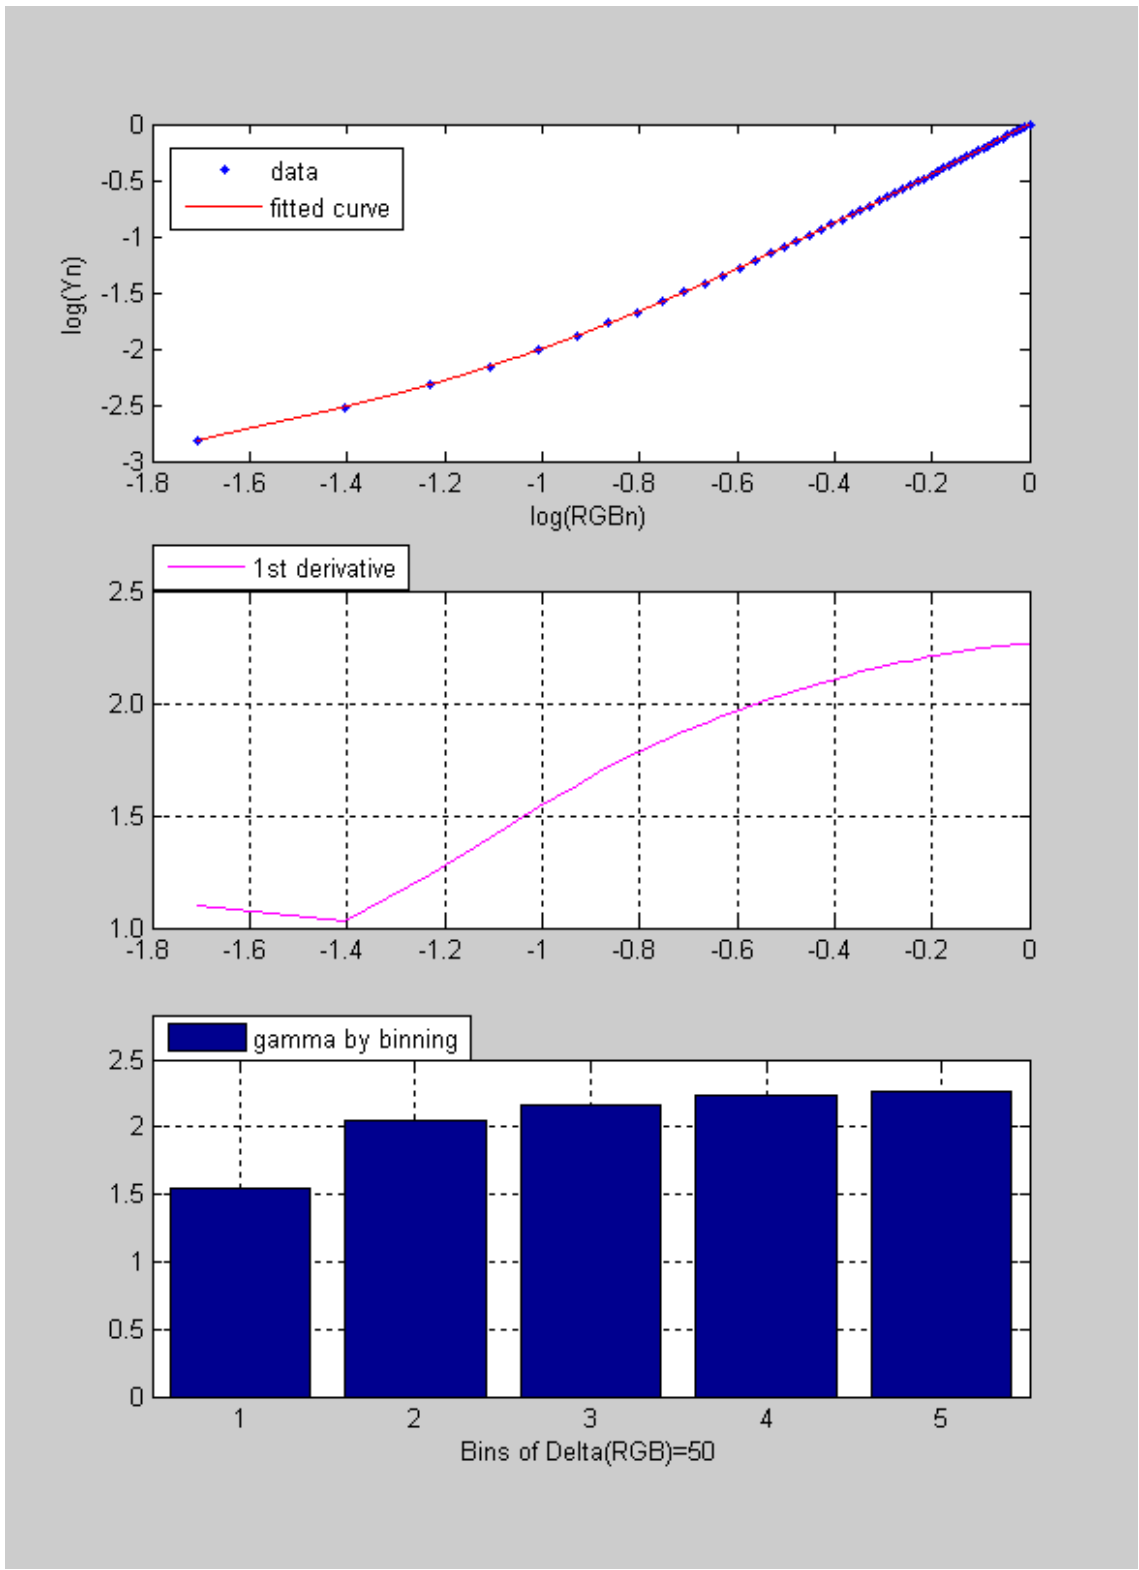 0
-0.5
-1
-1.5
-2
-2.5
-3
log(Yn)
data
fitted curve
-1.8 -1.6 -1.4 -1.2 -1 -0.8 -0.6 -0.4 -0.2 0
log(RGBn)
1st derivative
2.5
2.0
1.5
1.0
-1.8 -1.6 -1.4 -1.2 -1 -0.8 -0.6 -0.4 -0.2 0
gamma by binning
2.5
2
1.5
1
0.5
0
1 2 3 4 5
Bins of Delta(RGB)=50